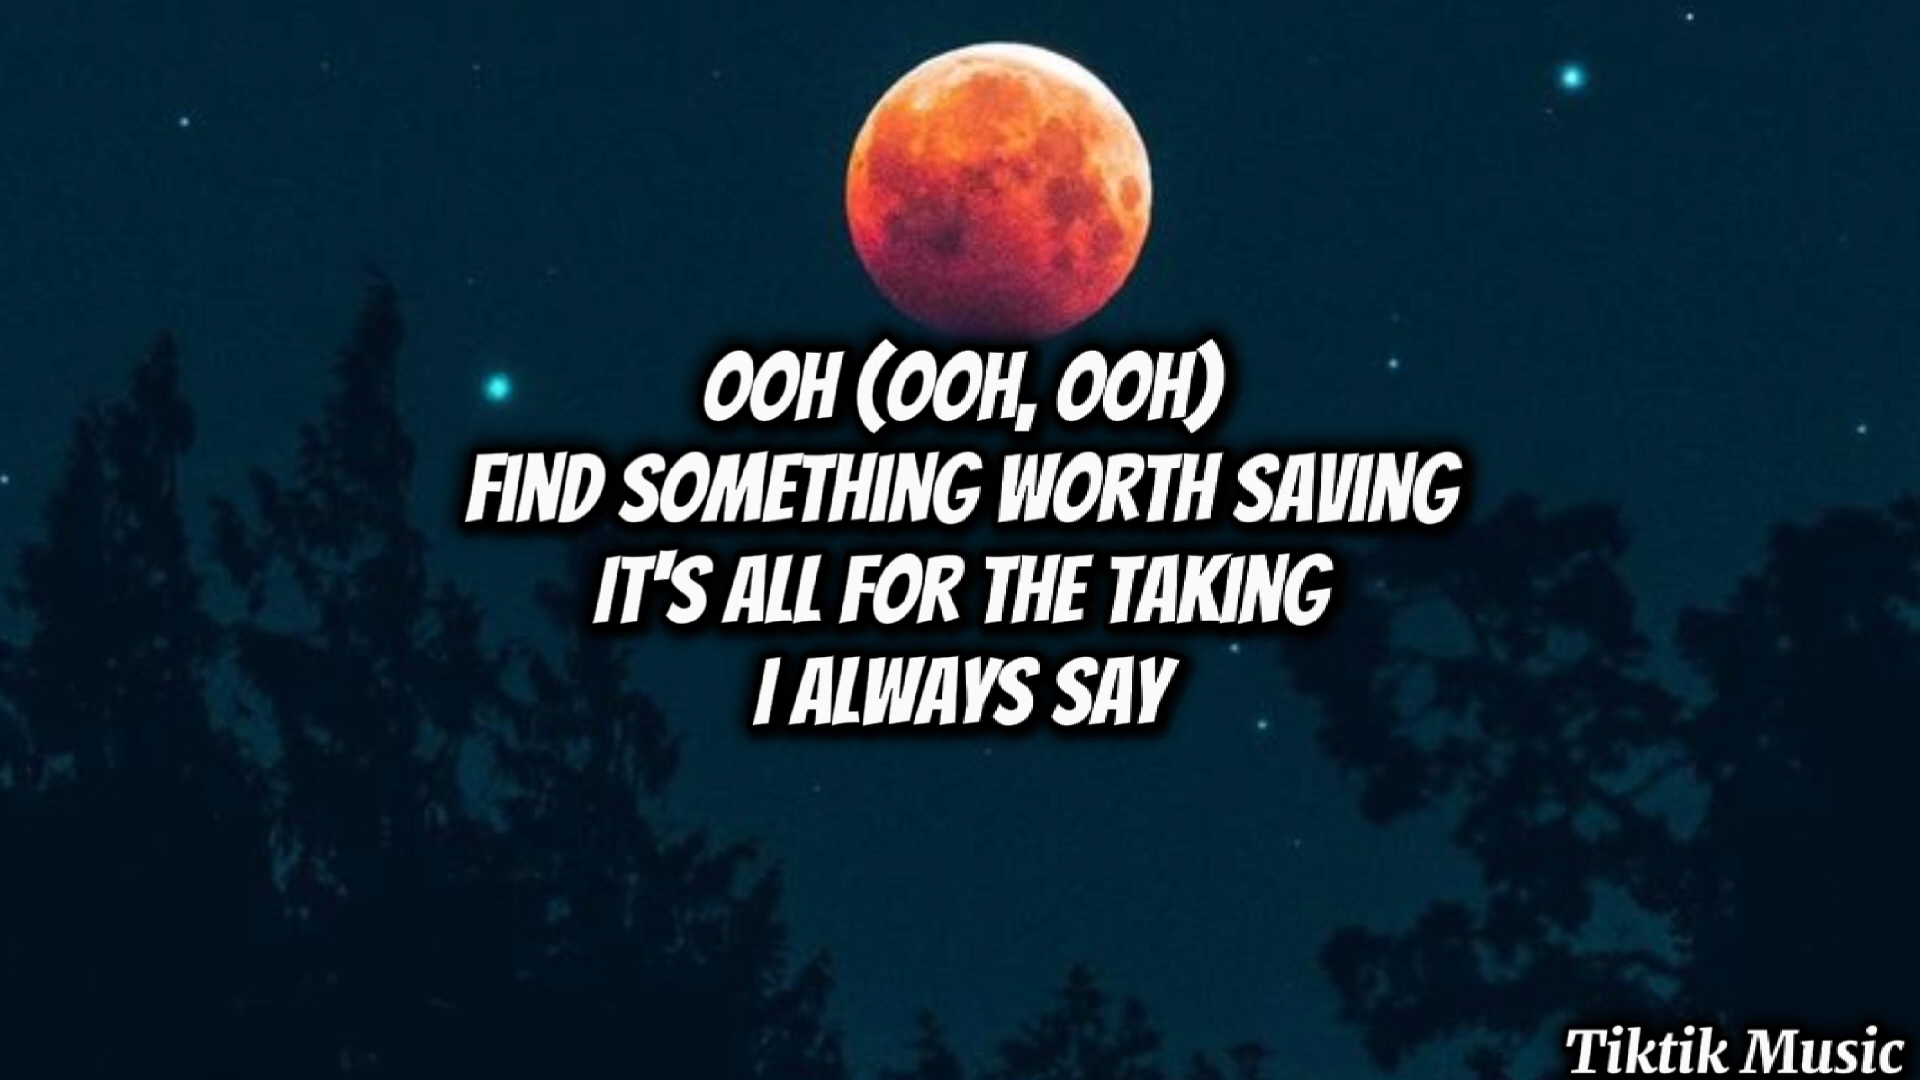 OOH (OOH, OOH)
FIND SOMETHING WORTH SAVING
IT'S ALL FOR THE TAKING
I ALWAYS SAY
Tiktik Music